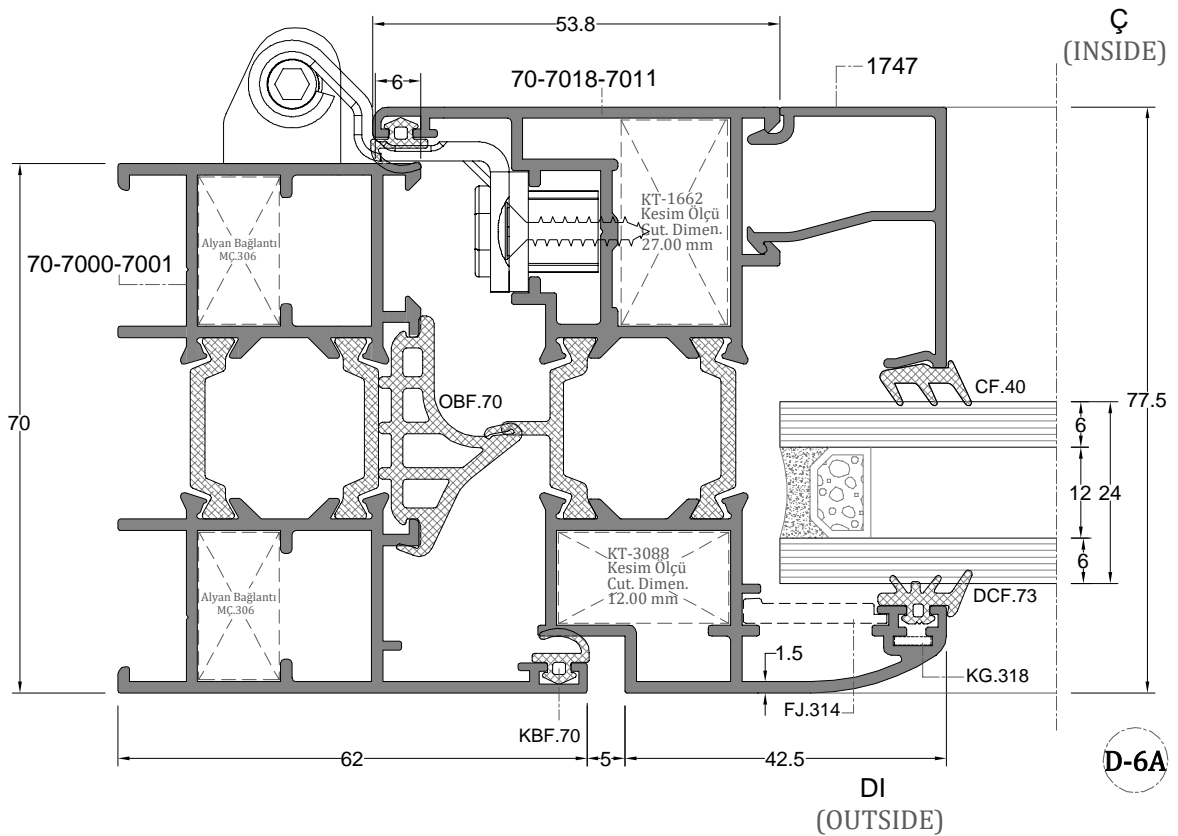 53.8
Ç
(INSIDE)
6
70-7018-7011
1747
KT-1662
Kesim Ölçü
Cut. Dimen.
27.00 mm
Alyan Bağlantı
MÇ.306
70-7000-7001
OBF.70
CF.40
70
77.5
6
12
24
6
KT-3088
Kesim Ölçü
Cut. Dimen.
12.00 mm
Alyan Bağlantı
MÇ.306
DCF.73
1.5
KG.318
FJ.314
KBF.70
62
5
42.5
D-6A
DI
(OUTSIDE)